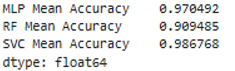 MLP Mean Accuracy    0.970492
RF Mean Accuracy     0.909485
SVC Mean Accuracy    0.986768
dtype: float64